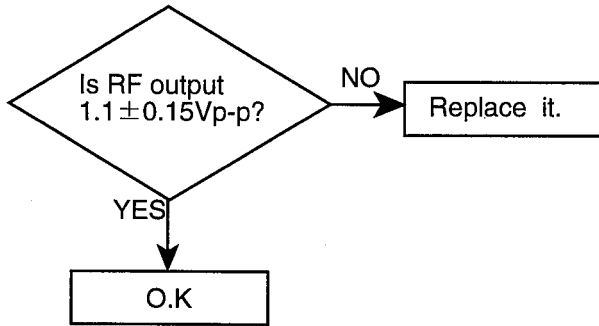 Is RF output
1.1±0.15Vp-p?
NO
Replace it.
YES
O.K